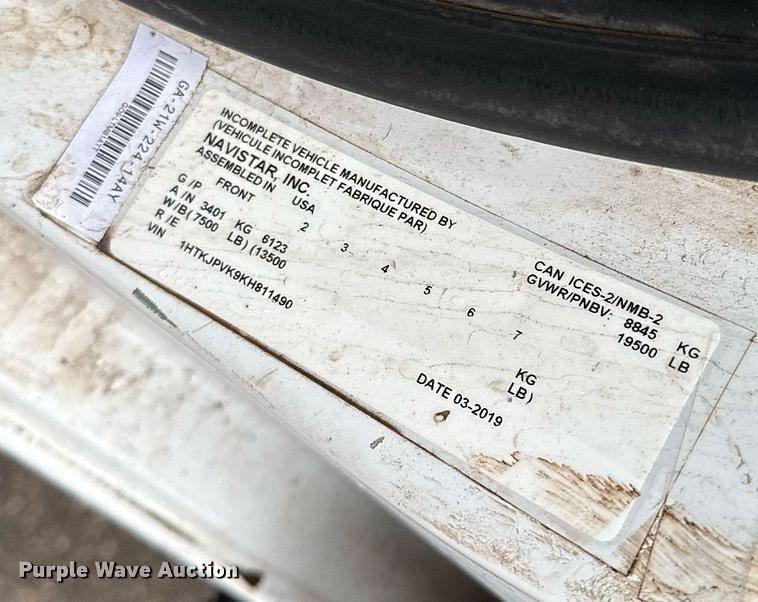 GA-21W-224-14AY
INCOMPLETE VEHICLE MANUFACTURED BY
(VEHICULE INCOMPLET FABRIQUE PAR)
NAVISTAR, INC.
ASSEMBLED IN USA
CAN ICES-2/NMB-2
GVWR/PNBV: 8845 KG
19500 LB
G/P FRONT 2 3 4 5 6 7
A/N 3401 KG 6123 KG
W/B (7500 LB) (13500 LB)
R/E
VIN 1HTKJPVK9KH811490
DATE 03-2019
Purple Wave Auction